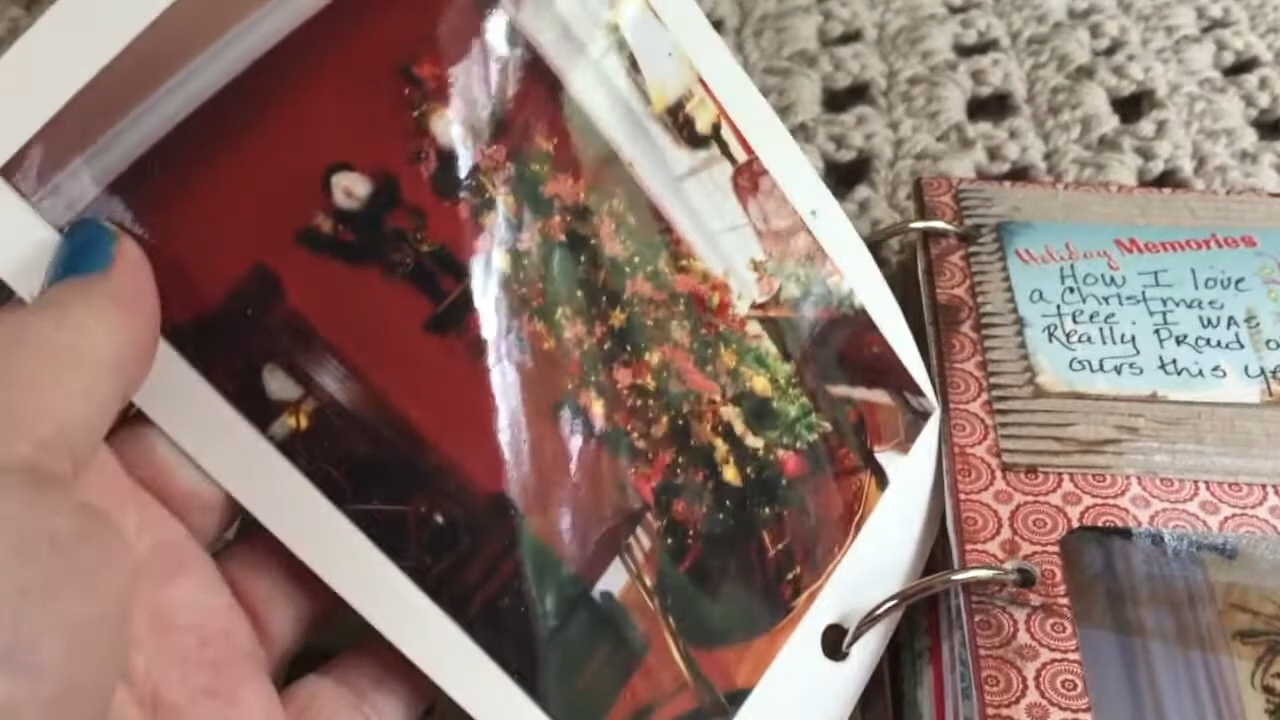 Holiday Memories
How I love
a Christmas
tree. I was
Really Proud
ours this ye